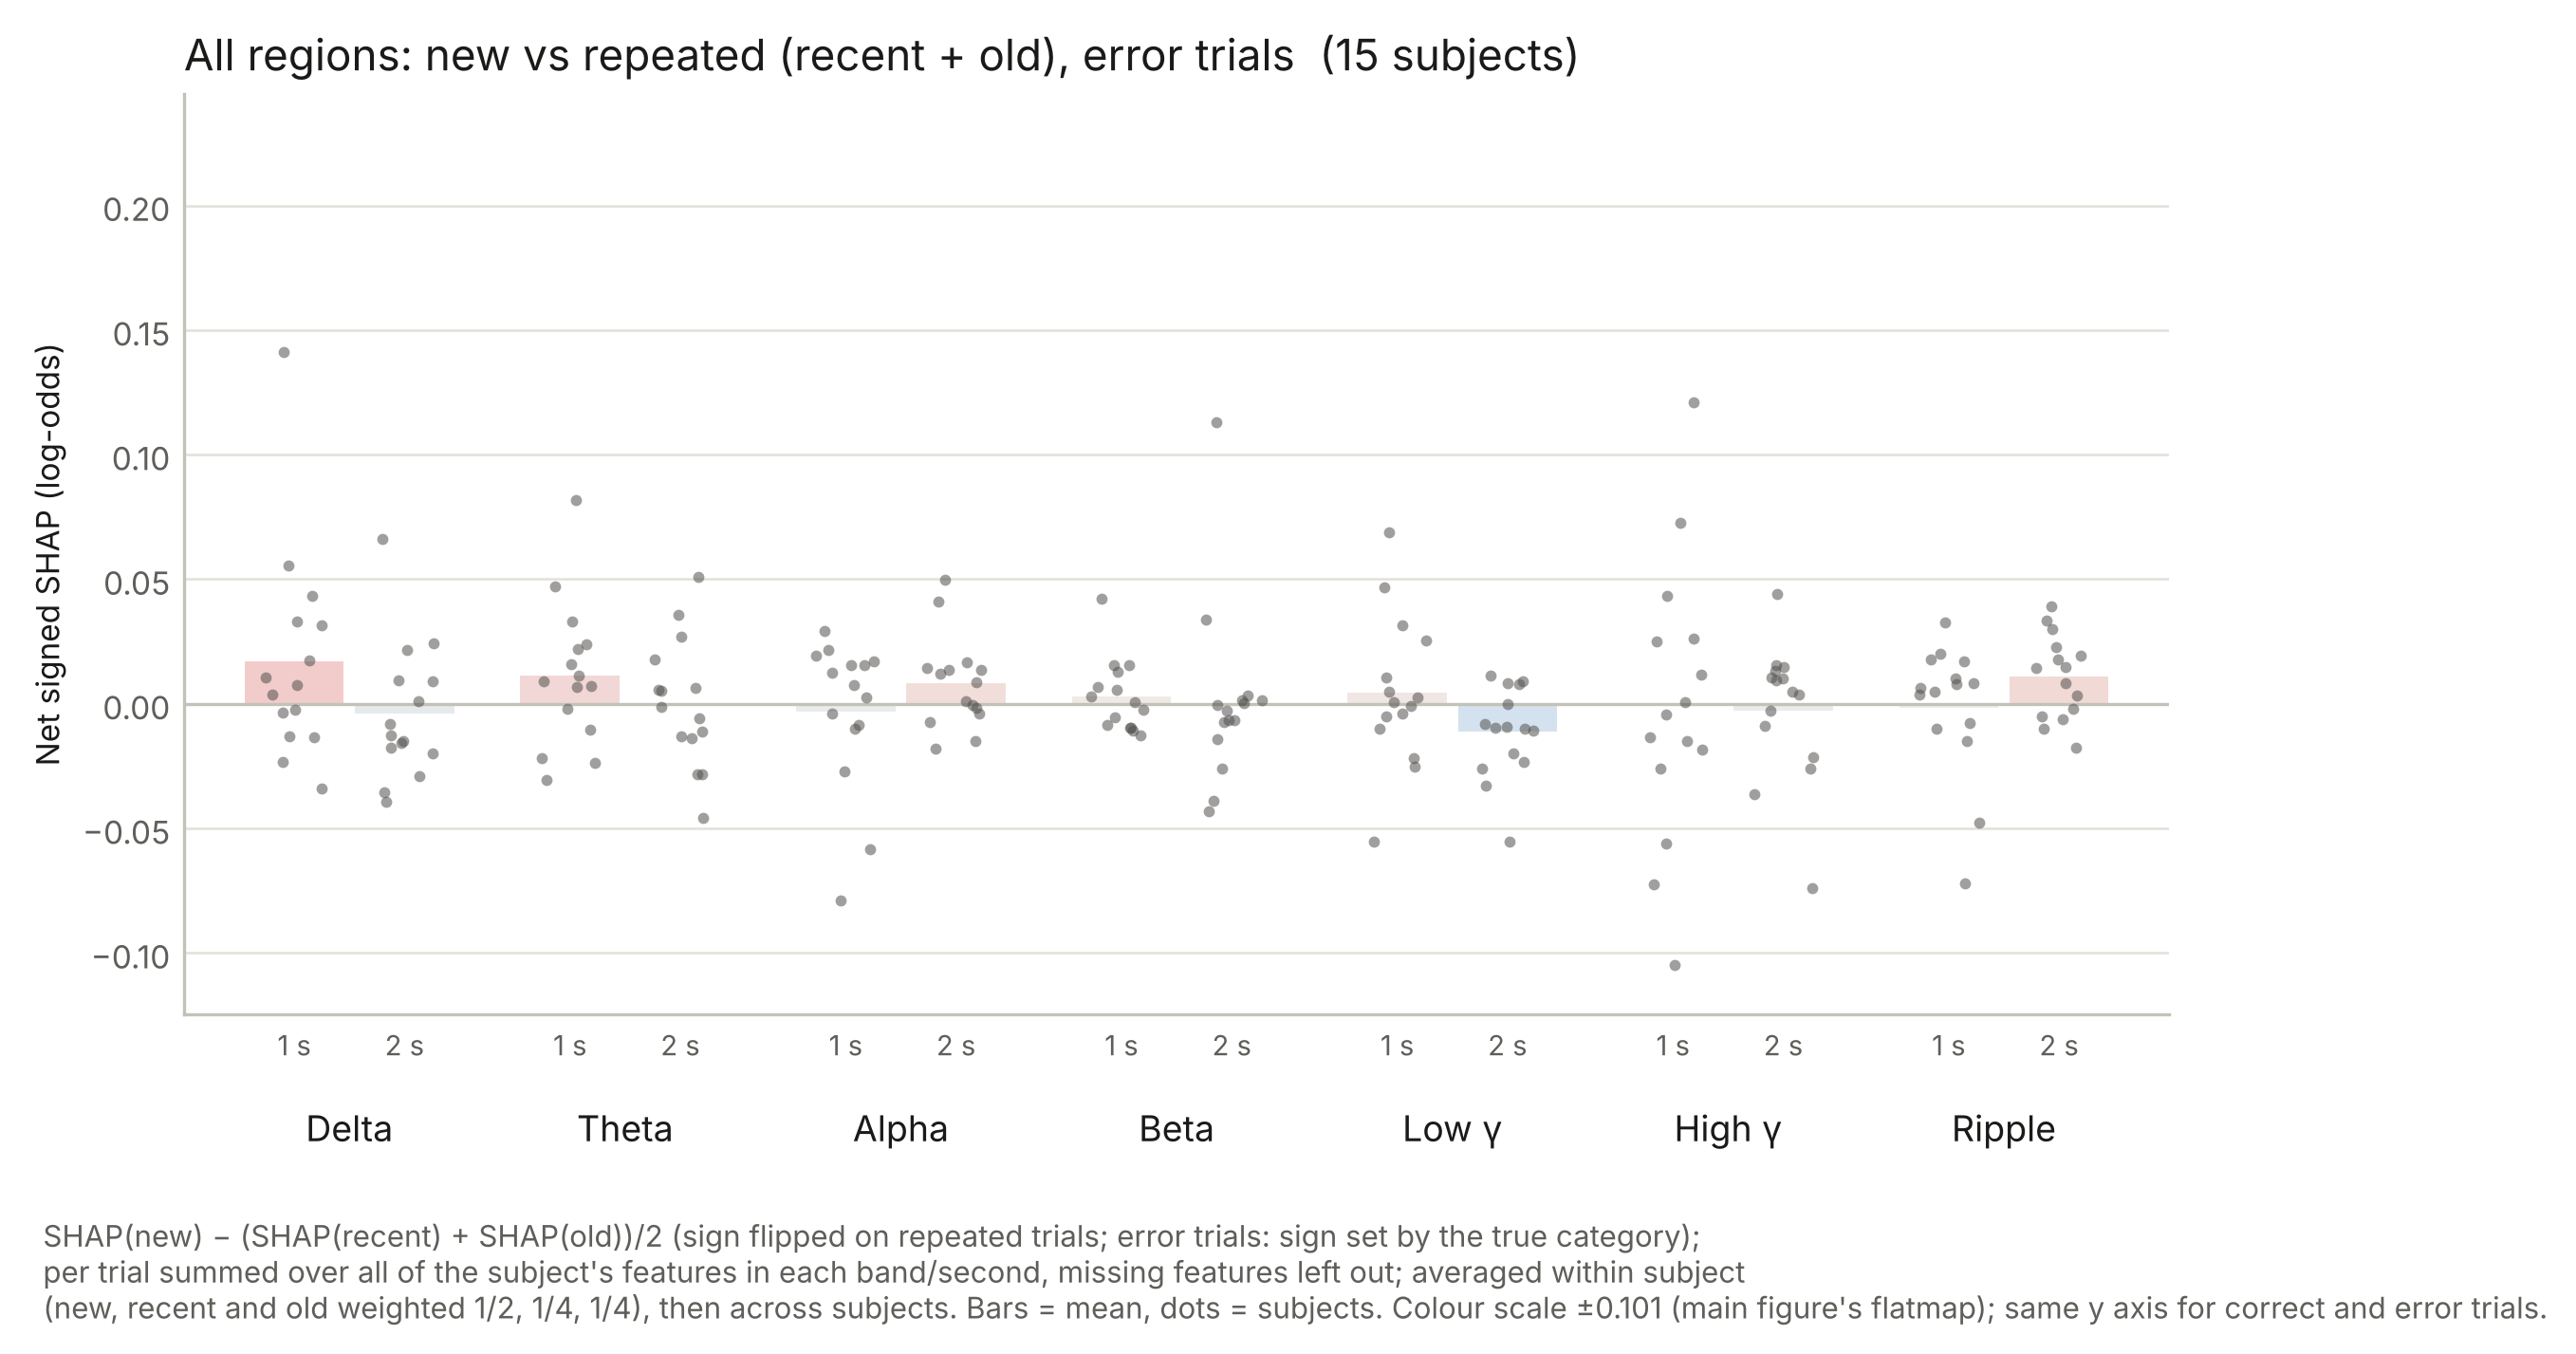 All regions: new vs repeated (recent + old), error trials (15 subjects)
Net signed SHAP (log-odds)
0.20
0.15
0.10
0.05
0.00
−0.05
−0.10
1 s 2 s 1 s 2 s 1 s 2 s 1 s 2 s 1 s 2 s 1 s 2 s 1 s 2 s
Delta Theta Alpha Beta Low γ High γ Ripple
SHAP(new) − (SHAP(recent) + SHAP(old))/2 (sign flipped on repeated trials; error trials: sign set by the true category);
per trial summed over all of the subject's features in each band/second, missing features left out; averaged within subject
(new, recent and old weighted 1/2, 1/4, 1/4), then across subjects. Bars = mean, dots = subjects. Colour scale ±0.101 (main figure's flatmap); same y axis for correct and error trials.